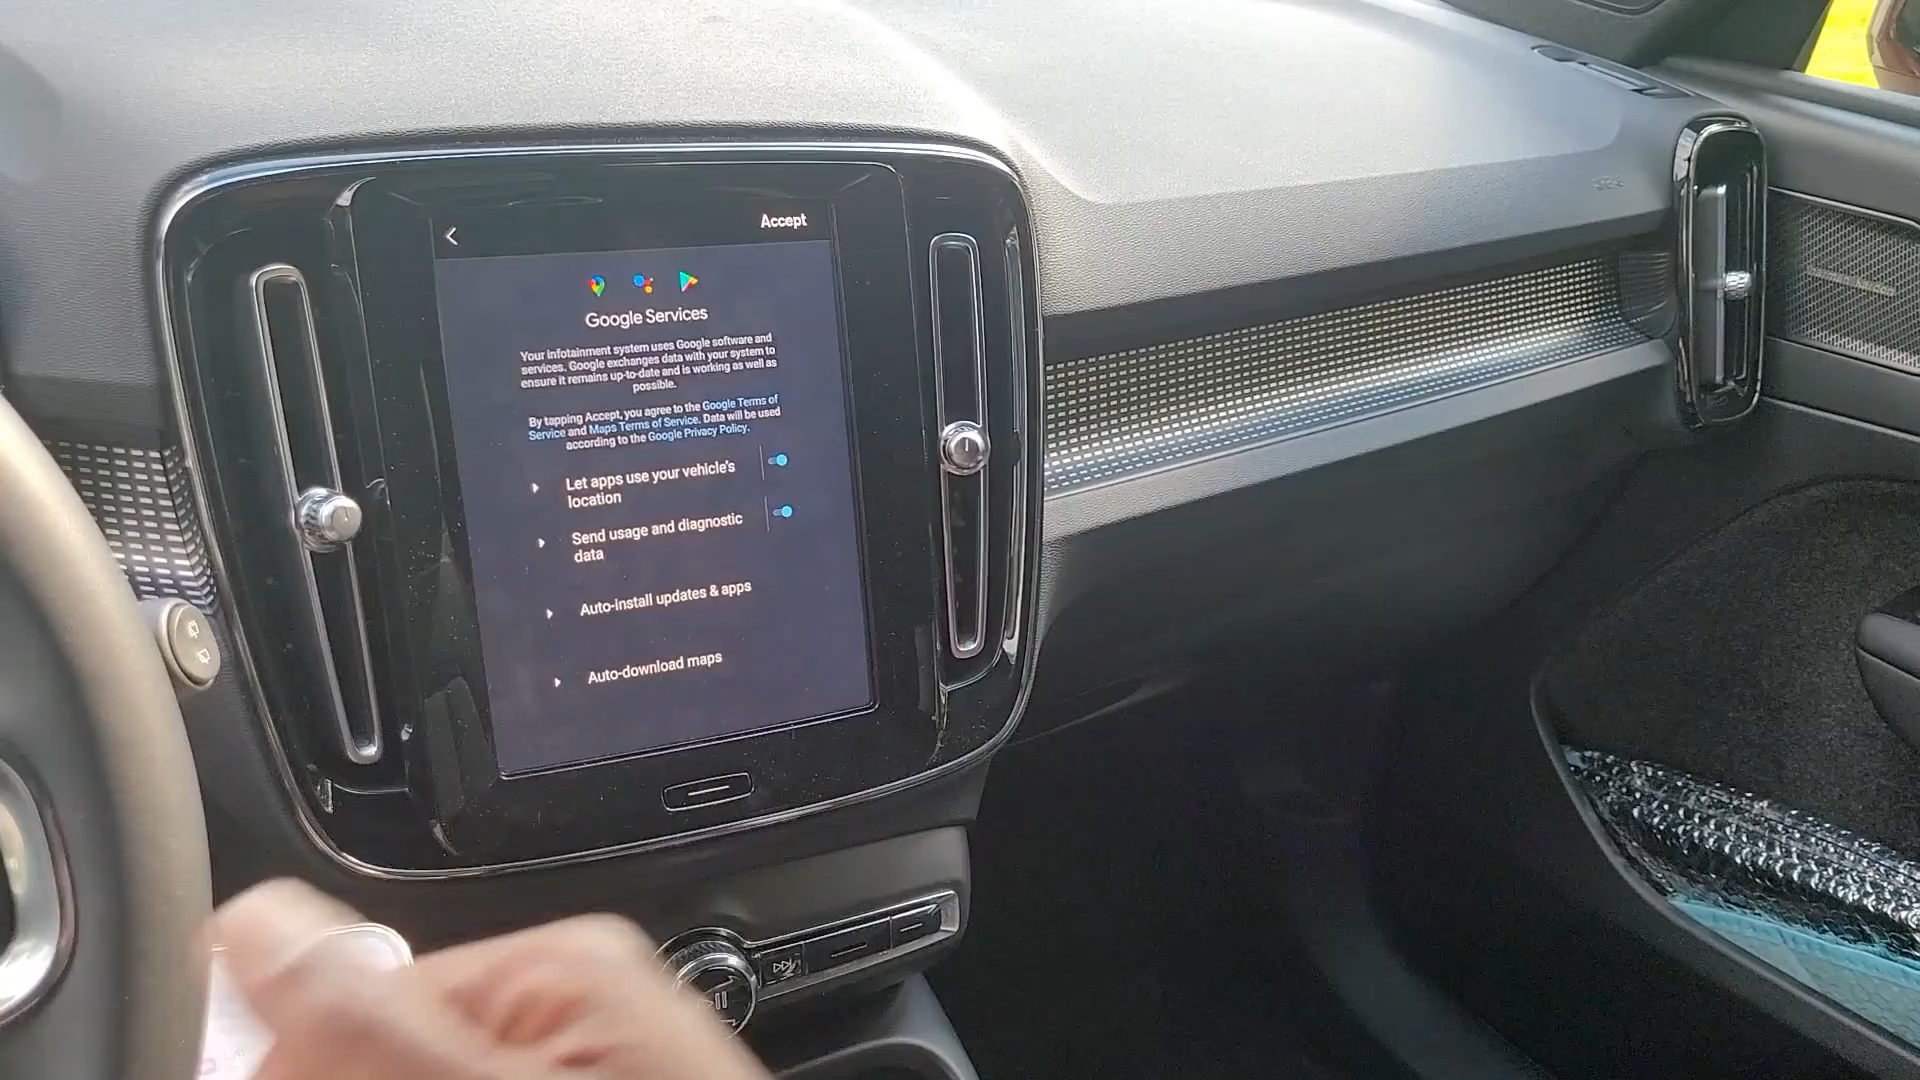 Accept
Google Services
Your infotainment system uses Google software and
services. Google exchanges data with your system to
ensure it remains up-to-date and is working as well as
possible.
By tapping Accept, you agree to the Google Terms of
Service and Maps Terms of Service. Data will be used
according to the Google Privacy Policy.
Let apps use your vehicle's
location
Send usage and diagnostic
data
Auto-install updates & apps
Auto-download maps